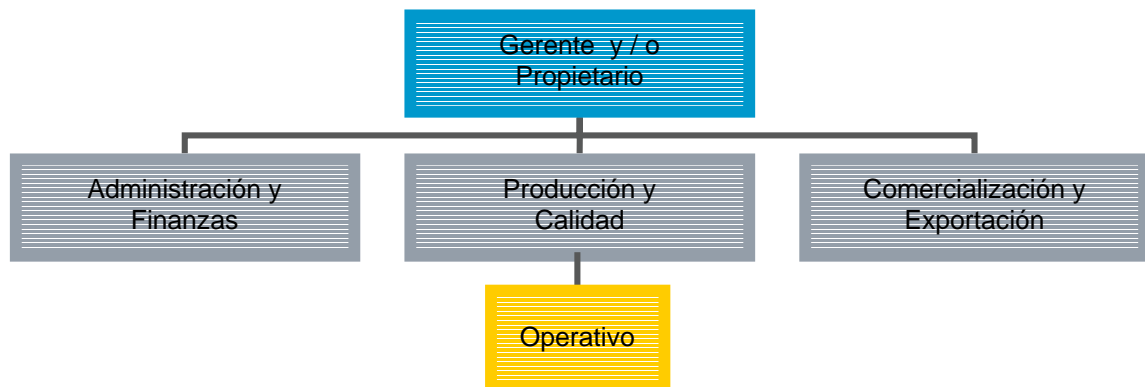 Gerente y / o
Propietario
Administración y
Finanzas
Producción y
Calidad
Comercialización y
Exportación
Operativo